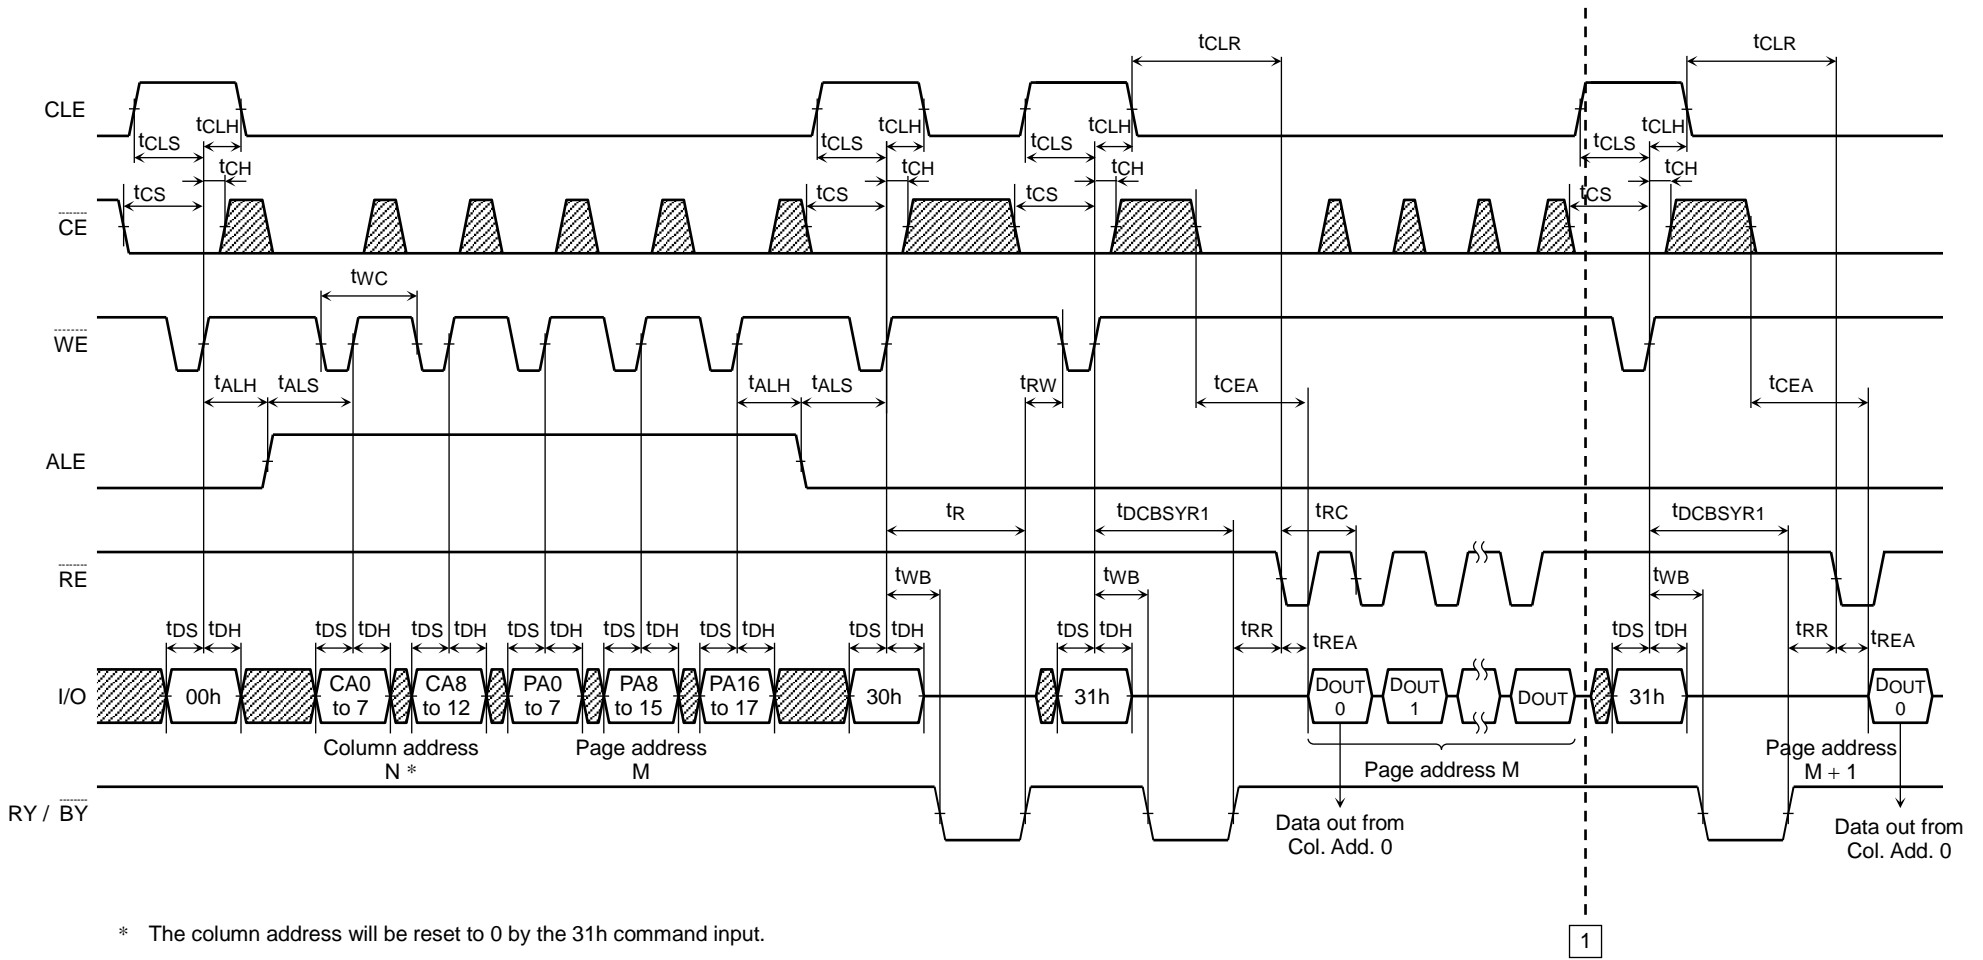 tCLR tCLR
CLE
tCLS tCLH tCLS tCLH tCLS tCLH tCLS tCLH
tCS tCH tCS tCH tCS tCH tCS tCH
CE
tWC
WE
tALH tALS tALH tALS tRW tCEA tCEA
ALE
tR tDCBSYR1 tRC tDCBSYR1
RE
tWB tWB tWB
tDS tDH tDS tDH tDS tDH tDS tDH tDS tDH tDS tDH tDS tDH tDS tDH tRR tREA tDS tDH tRR tREA
I/O
00h
CA0
to 7
CA8
to 12
PA0
to 7
PA8
to 15
PA16
to 17
30h
31h
DOUT
0
DOUT
1
DOUT
31h
DOUT
0
Column address
N *
Page address
M
Page address M
Page address
M + 1
RY / BY
Data out from
Col. Add. 0
Data out from
Col. Add. 0
* The column address will be reset to 0 by the 31h command input.
1